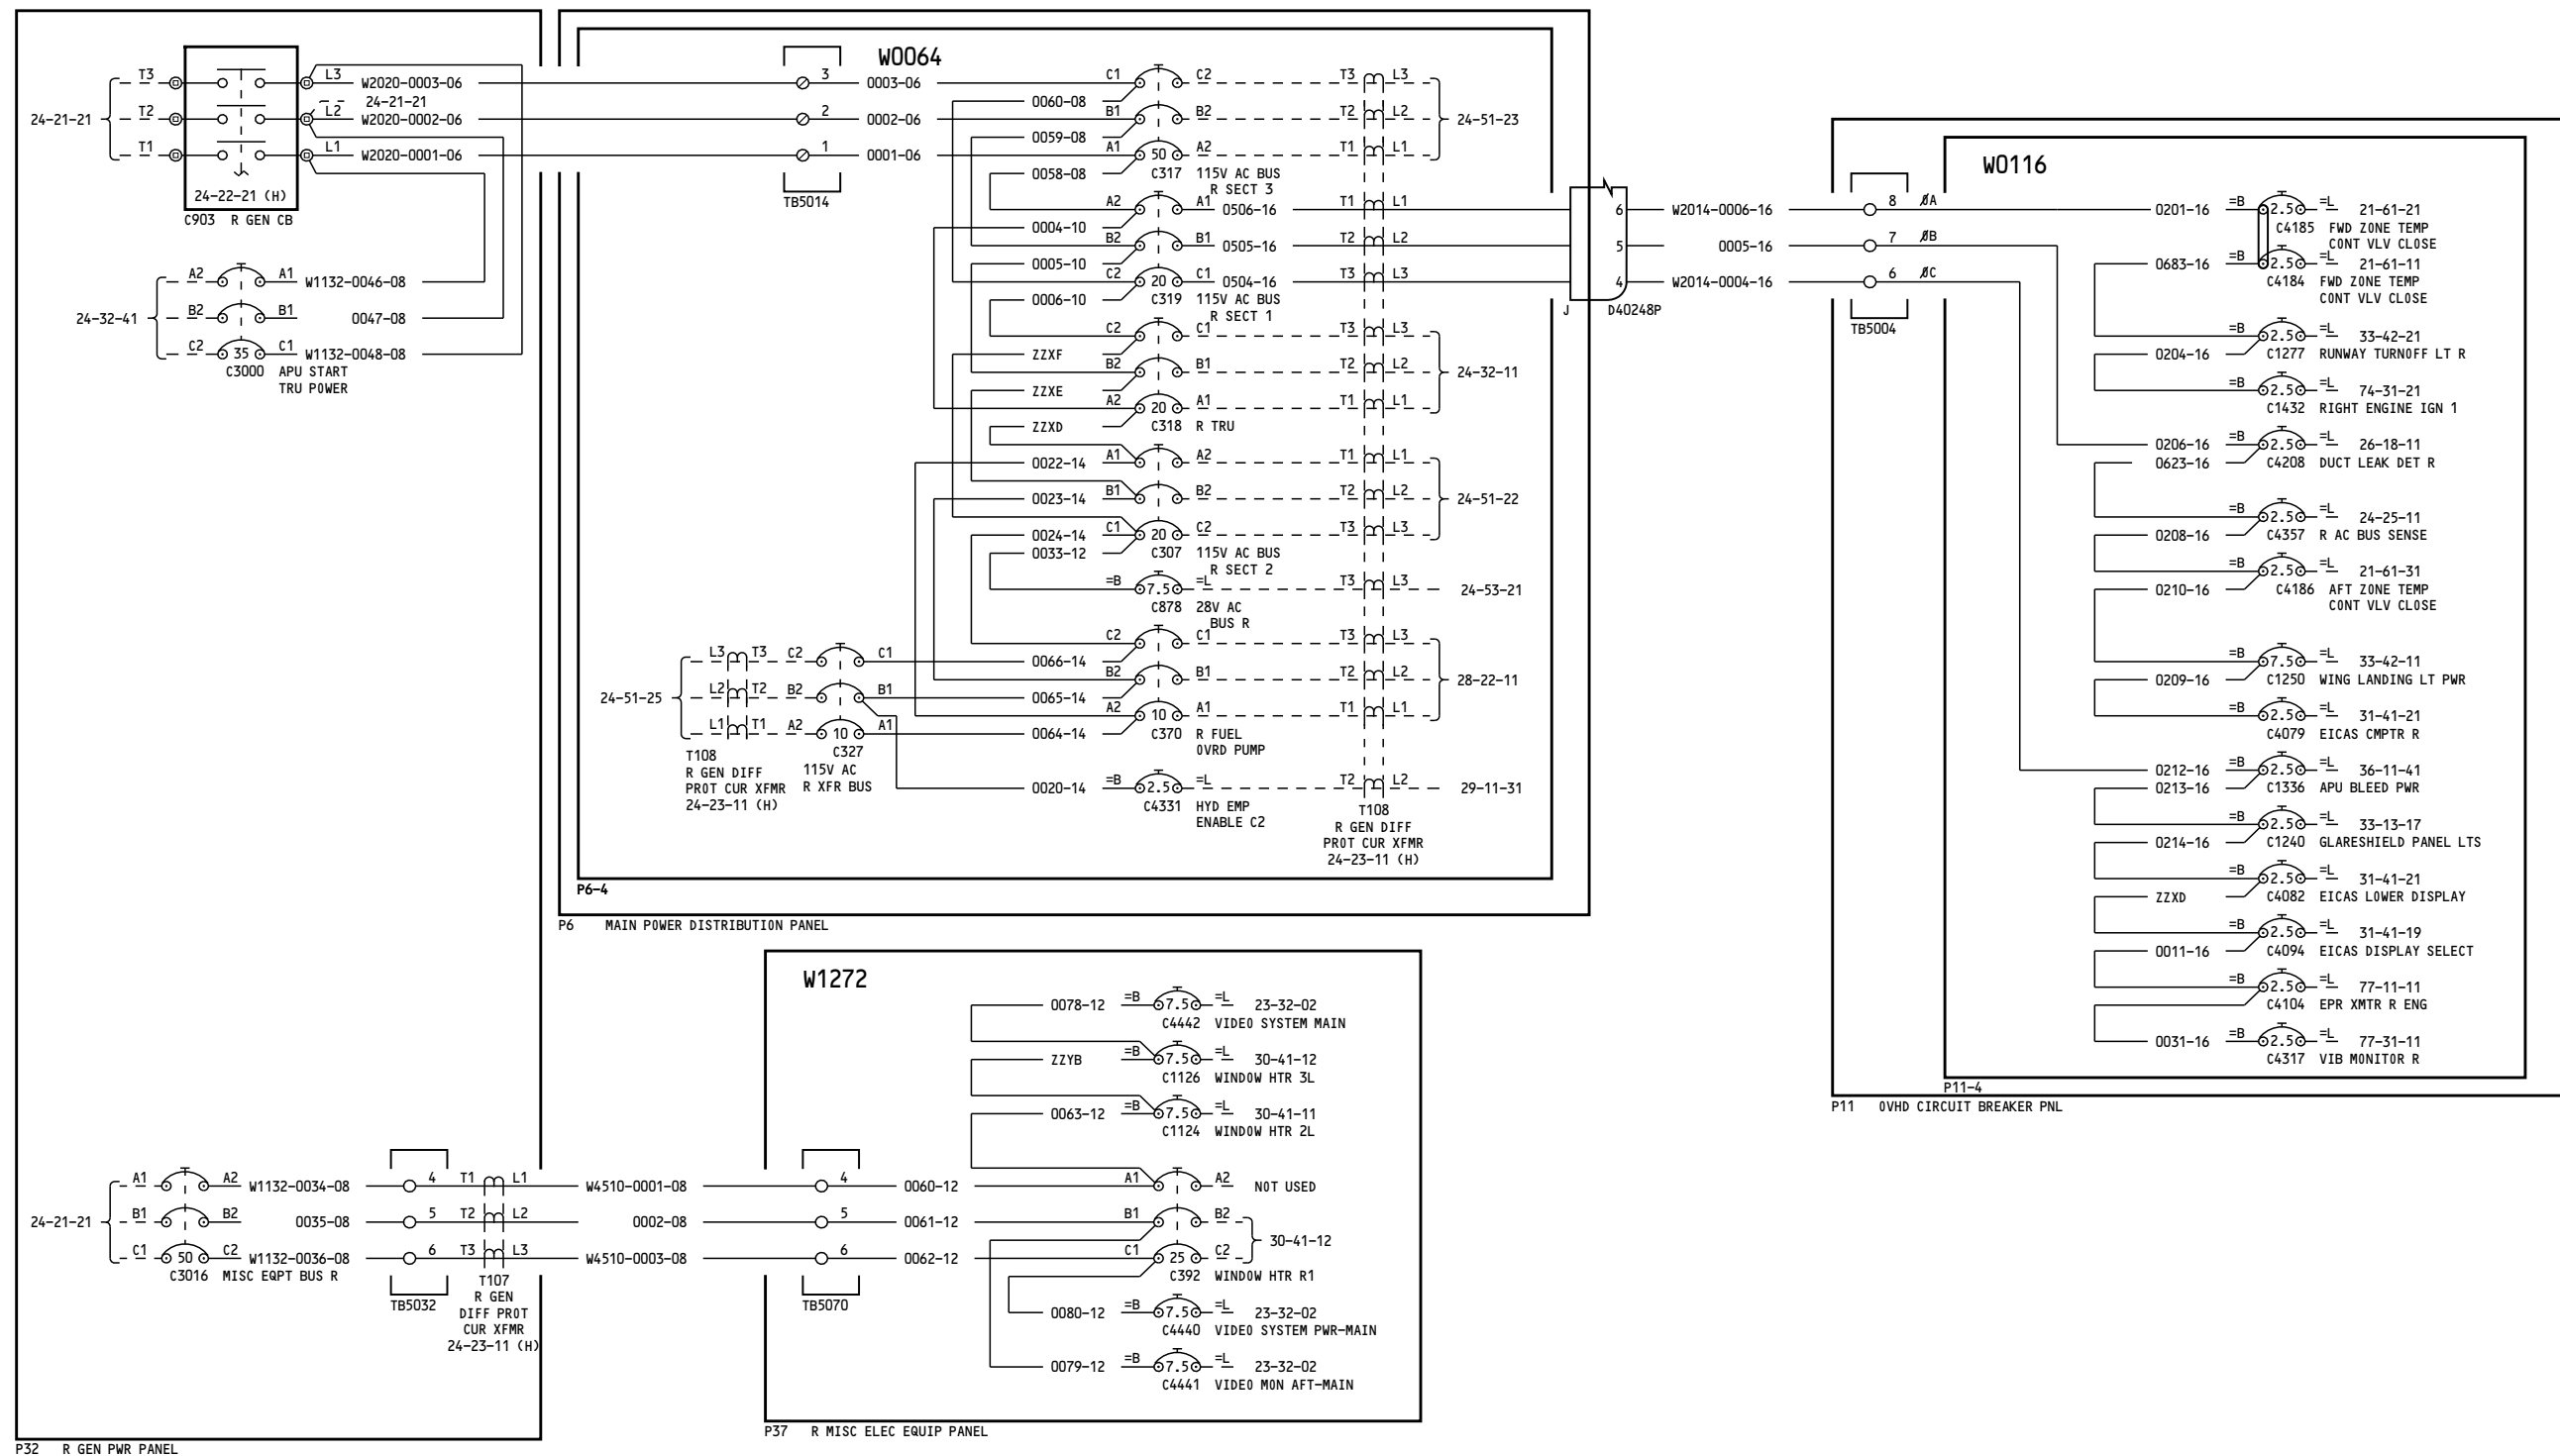 T3
L3
W2020-0003-06
24-21-21
24-21-21
T2
L2
W2020-0002-06
T1
L1
W2020-0001-06
24-22-21 (H)
C903 R GEN CB
A2
A1
W1132-0046-08
24-32-41
B2
B1
0047-08
C2
35
C1
W1132-0048-08
C3000 APU START
TRU POWER
24-21-21
A1
A2
W1132-0034-08
4
T1
L1
B1
B2
0035-08
5
T2
L2
C1
50
C2
W1132-0036-08
6
T3
L3
C3016 MISC EQPT BUS R
TB5032
T107
R GEN
DIFF PROT
CUR XFMR
24-23-11 (H)
P32 R GEN PWR PANEL
W4510-0001-08
0002-08
W4510-0003-08
W0064
3
0003-06
2
0002-06
1
0001-06
TB5014
C1
C2
T3
L3
0060-08
B1
B2
T2
L2
24-51-23
0059-08
A1
50
A2
T1
L1
0058-08
C317 115V AC BUS
R SECT 3
A2
A1
0506-16
T1
L1
0004-10
B2
B1
0505-16
T2
L2
0005-10
C2
20
C1
0504-16
T3
L3
0006-10
C319 115V AC BUS
R SECT 1
C2
C1
T3
L3
ZZXF
B2
B1
T2
L2
24-32-11
ZZXE
A2
20
A1
T1
L1
ZZXD
C318 R TRU
0022-14
A1
A2
T1
L1
0023-14
B1
B2
T2
L2
24-51-22
0024-14
C1
20
C2
T3
L3
0033-12
C307 115V AC BUS
R SECT 2
=B
7.5
=L
T3
L3
24-53-21
C878 28V AC
BUS R
C2
C1
T3
L3
0066-14
B2
B1
T2
L2
28-22-11
0065-14
A2
10
A1
T1
L1
0064-14
C370 R FUEL
OVRD PUMP
0020-14
=B
2.5
=L
T2
L2
29-11-31
C4331 HYD EMP
ENABLE C2
T108
R GEN DIFF
PROT CUR XFMR
24-23-11 (H)
24-51-25
L3
T3
C2
C1
L2
T2
B2
B1
L1
T1
A2
10
A1
C327
115V AC
R XFR BUS
T108
R GEN DIFF
PROT CUR XFMR
24-23-11 (H)
P6-4
P6 MAIN POWER DISTRIBUTION PANEL
6
5
4
J
D40248P
W2014-0006-16
0005-16
W2014-0004-16
8
ØA
7
ØB
6
ØC
TB5004
W0116
0201-16
=B
2.5
=L
21-61-21
C4185 FWD ZONE TEMP
CONT VLV CLOSE
0683-16
=B
2.5
=L
21-61-11
C4184 FWD ZONE TEMP
CONT VLV CLOSE
=B
2.5
=L
33-42-21
0204-16
C1277 RUNWAY TURNOFF LT R
=B
2.5
=L
74-31-21
C1432 RIGHT ENGINE IGN 1
0206-16
=B
2.5
=L
26-18-11
0623-16
C4208 DUCT LEAK DET R
=B
2.5
=L
24-25-11
0208-16
C4357 R AC BUS SENSE
=B
2.5
=L
21-61-31
0210-16
C4186 AFT ZONE TEMP
CONT VLV CLOSE
=B
7.5
=L
33-42-11
0209-16
C1250 WING LANDING LT PWR
=B
2.5
=L
31-41-21
C4079 EICAS CMPTR R
0212-16
=B
2.5
=L
36-11-41
0213-16
C1336 APU BLEED PWR
=B
2.5
=L
33-13-17
0214-16
C1240 GLARESHIELD PANEL LTS
=B
2.5
=L
31-41-21
ZZXD
C4082 EICAS LOWER DISPLAY
=B
2.5
=L
31-41-19
0011-16
C4094 EICAS DISPLAY SELECT
=B
2.5
=L
77-11-11
C4104 EPR XMTR R ENG
0031-16
=B
2.5
=L
77-31-11
C4317 VIB MONITOR R
P11-4
P11 OVHD CIRCUIT BREAKER PNL
W1272
0078-12
=B
7.5
=L
23-32-02
C4442 VIDEO SYSTEM MAIN
ZZYB
=B
7.5
=L
30-41-12
C1126 WINDOW HTR 3L
0063-12
=B
7.5
=L
30-41-11
C1124 WINDOW HTR 2L
4
0060-12
A1
A2
NOT USED
5
0061-12
B1
B2
30-41-12
6
0062-12
C1
25
C2
TB5070
C392 WINDOW HTR R1
0080-12
=B
7.5
=L
23-32-02
C4440 VIDEO SYSTEM PWR-MAIN
0079-12
=B
7.5
=L
23-32-02
C4441 VIDEO MON AFT-MAIN
P37 R MISC ELEC EQUIP PANEL